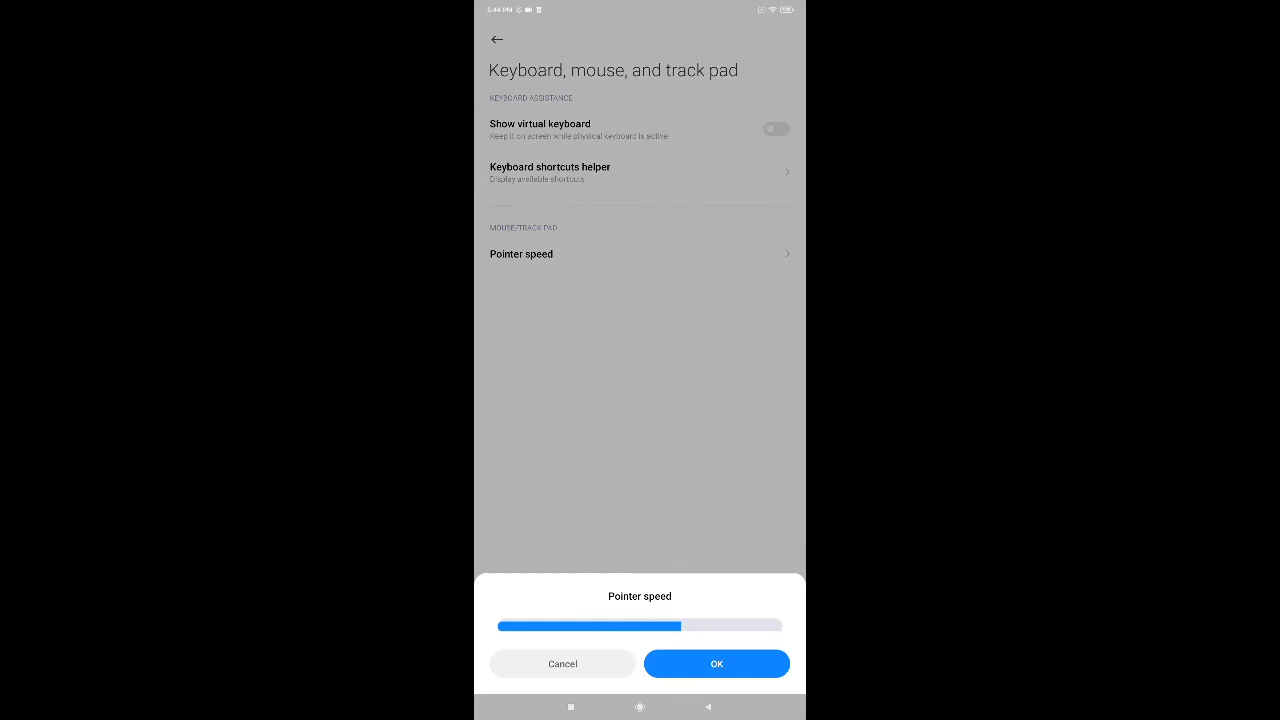 5:44 PM
Keyboard, mouse, and track pad
KEYBOARD ASSISTANCE
Show virtual keyboard
Keep it on screen while physical keyboard is active
Keyboard shortcuts helper
Display available shortcuts
MOUSE/TRACK PAD
Pointer speed
Pointer speed
Cancel
OK